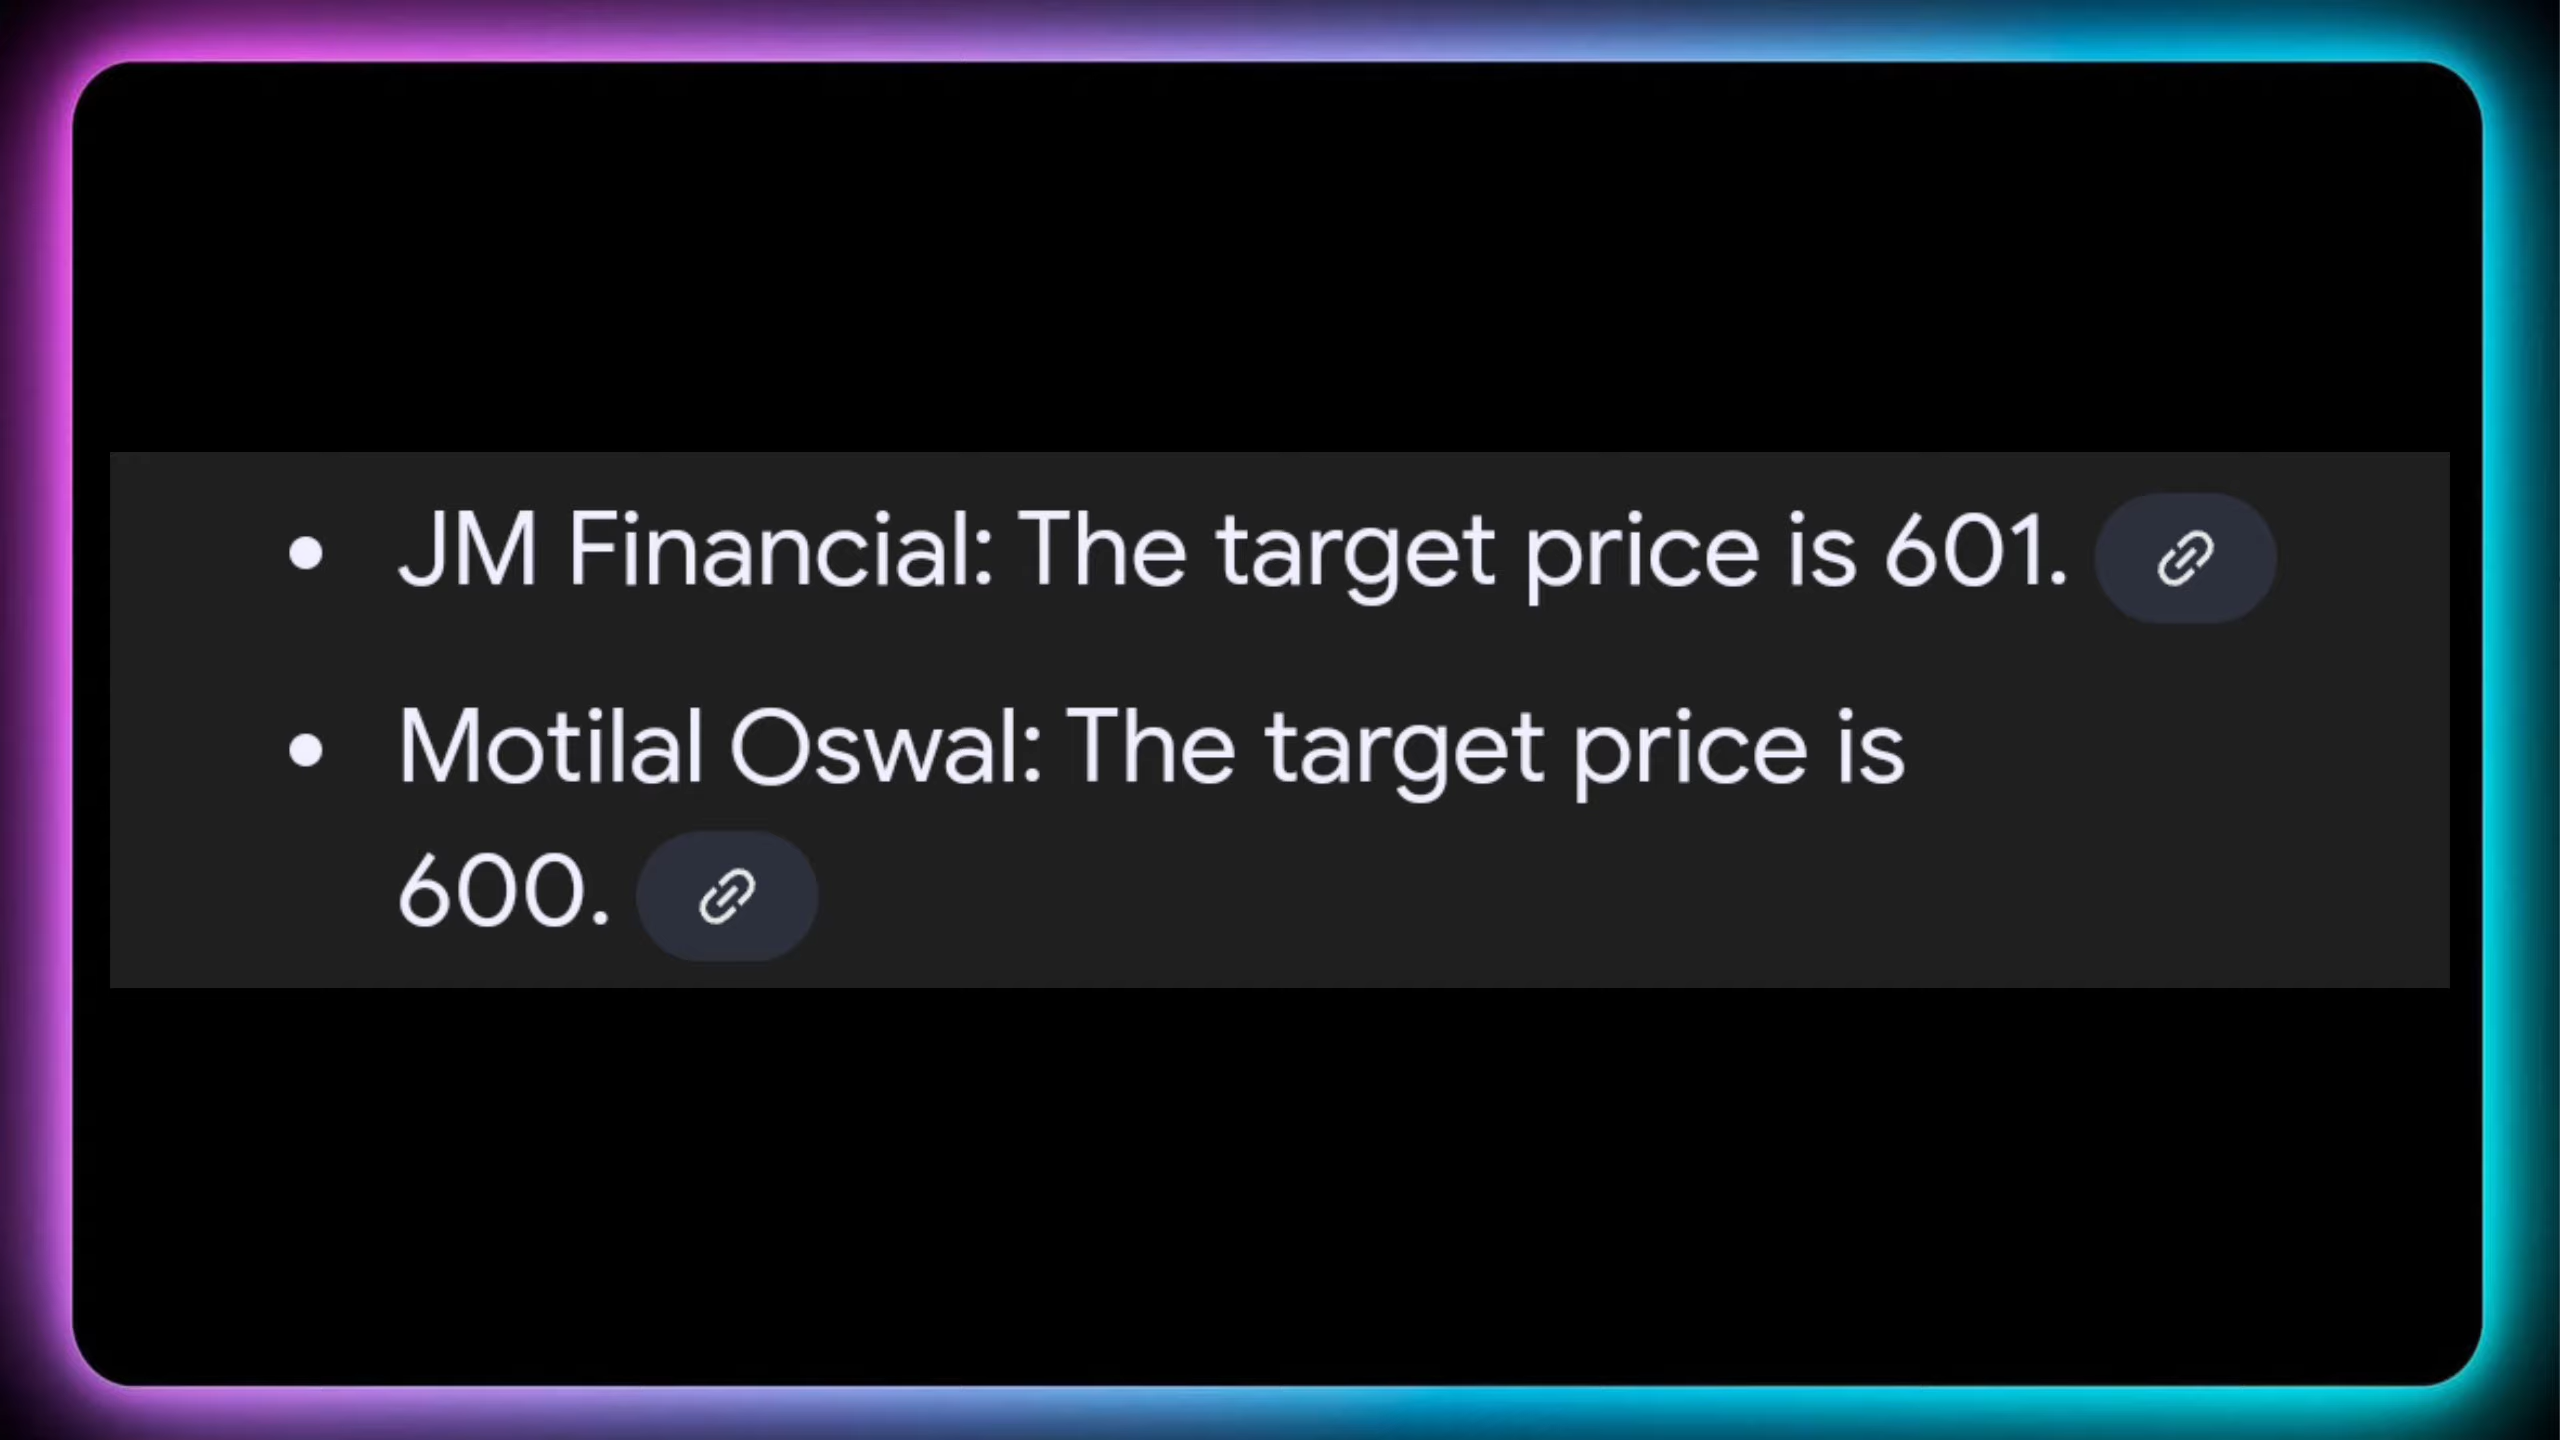 • JM Financial: The target price is 601.
• Motilal Oswal: The target price is
600.